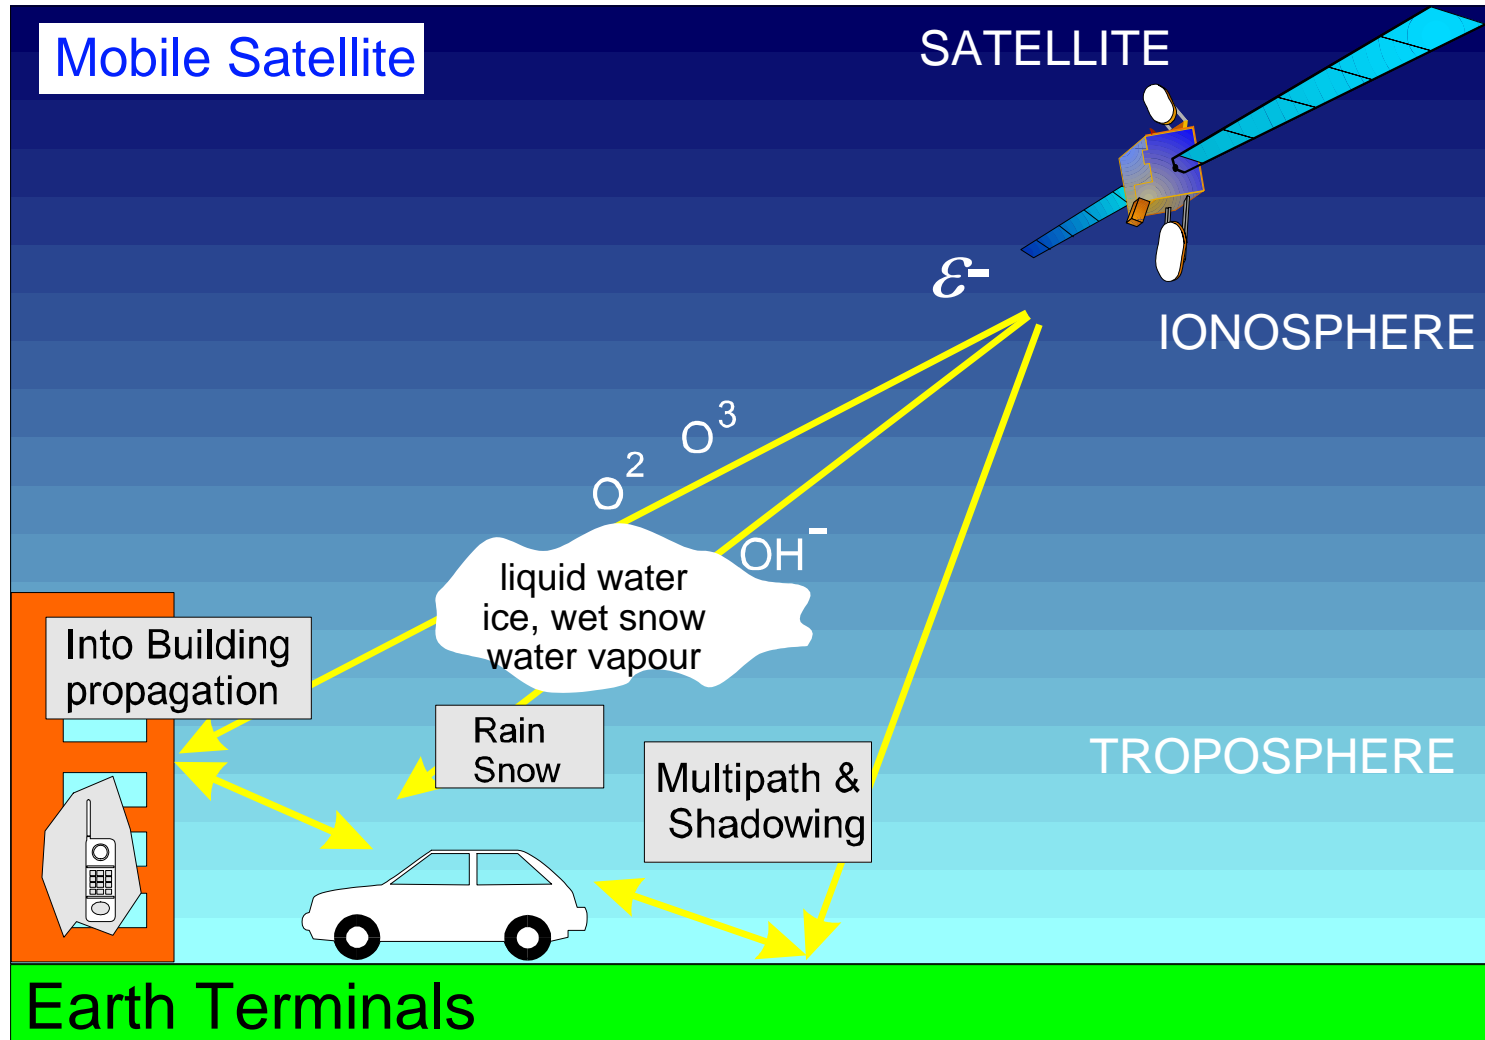 Mobile Satellite
SATELLITE
ε-
IONOSPHERE
O³
O²
OH⁻
liquid water
ice, wet snow
water vapour
Into Building
propagation
Rain
Snow
Multipath &
Shadowing
TROPOSPHERE
Earth Terminals